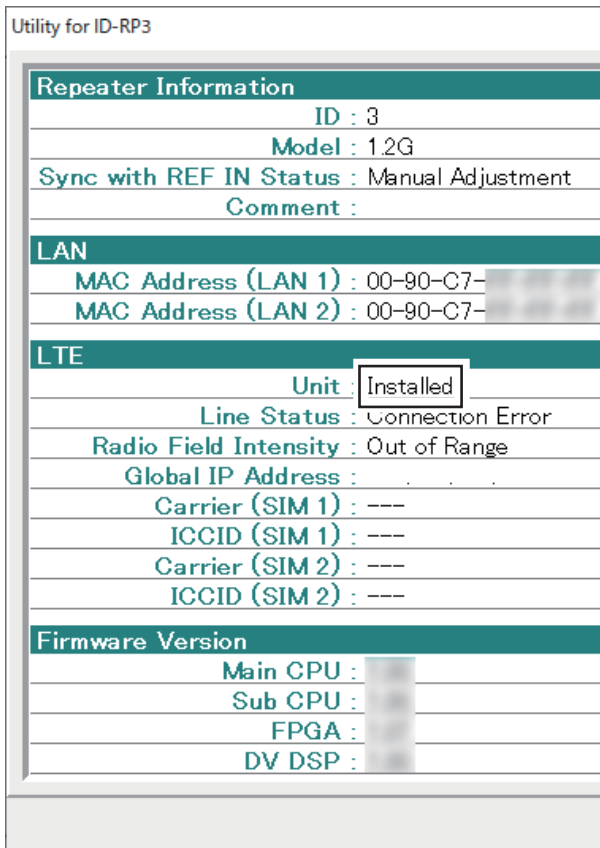 Utility for ID-RP3
Repeater Information
ID : 3
Model : 1.2G
Sync with REF IN Status : Manual Adjustment
Comment :
LAN
MAC Address (LAN 1) : 00-90-C7-
MAC Address (LAN 2) : 00-90-C7-
LTE
Unit : Installed
Line Status : Connection Error
Radio Field Intensity : Out of Range
Global IP Address : . . .
Carrier (SIM 1) : ---
ICCID (SIM 1) : ---
Carrier (SIM 2) : ---
ICCID (SIM 2) : ---
Firmware Version
Main CPU :
Sub CPU :
FPGA :
DV DSP :